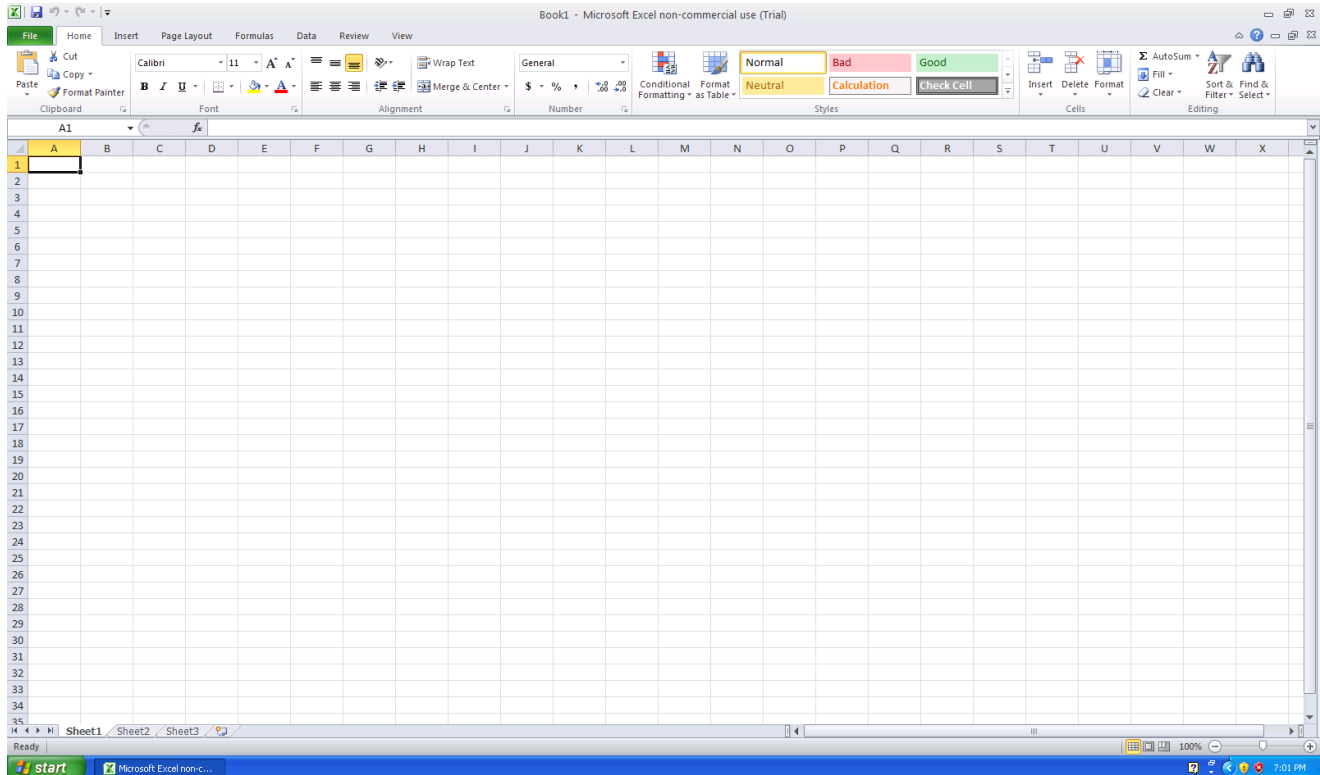 Book1 - Microsoft Excel non-commercial use (Trial)
File Home Insert Page Layout Formulas Data Review View
Paste
Cut
Copy
Format Painter
Clipboard
Calibri 11
B I U
Font
Wrap Text
Merge & Center
Alignment
General
$ % ,
Number
Conditional Formatting
Format as Table
Normal Bad Good
Neutral Calculation Check Cell
Styles
Insert Delete Format
Cells
Σ AutoSum
Fill
Clear
Sort & Filter
Find & Select
Editing
A1 fx
A B C D E F G H I J K L M N O P Q R S T U V W X
1
2
3
4
5
6
7
8
9
10
11
12
13
14
15
16
17
18
19
20
21
22
23
24
25
26
27
28
29
30
31
32
33
34
35
Sheet1 Sheet2 Sheet3
Ready 100%
start Microsoft Excel non-c... 7:01 PM